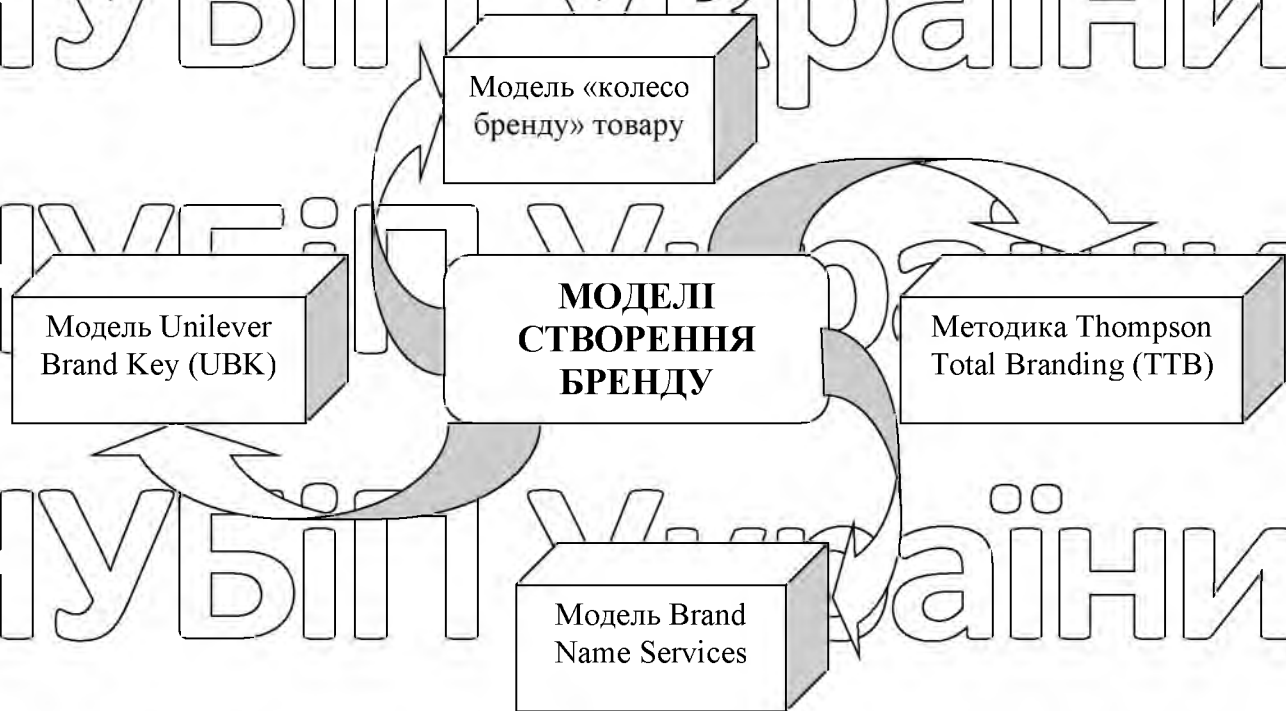 НУБіП України
Модель «колесо
бренду» товару
НУБіП України
Модель Unilever
Brand Key (UBK)
МОДЕЛІ
СТВОРЕННЯ
БРЕНДУ
Методика Thompson
Total Branding (TTB)
НУБіП України
Модель Brand
Name Services